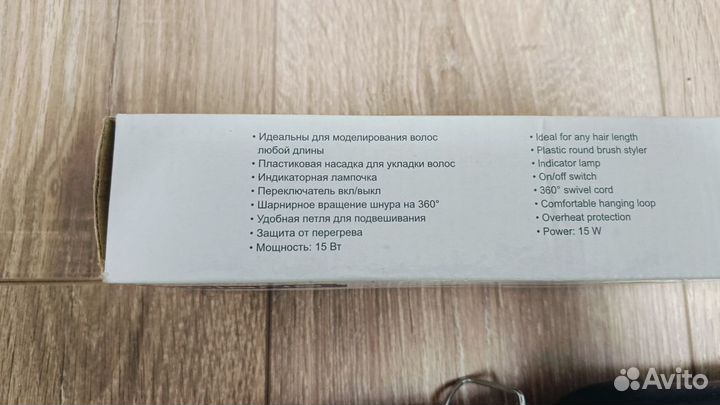 • Идеальны для моделирования волос
любой длины
• Пластиковая насадка для укладки волос
• Индикаторная лампочка
• Переключатель вкл/выкл
• Шарнирное вращение шнура на 360°
• Удобная петля для подвешивания
• Защита от перегрева
• Мощность: 15 Вт
• Ideal for any hair length
• Plastic round brush styler
• Indicator lamp
• On/off switch
• 360° swivel cord
• Comfortable hanging loop
• Overheat protection
• Power: 15 W
Avito